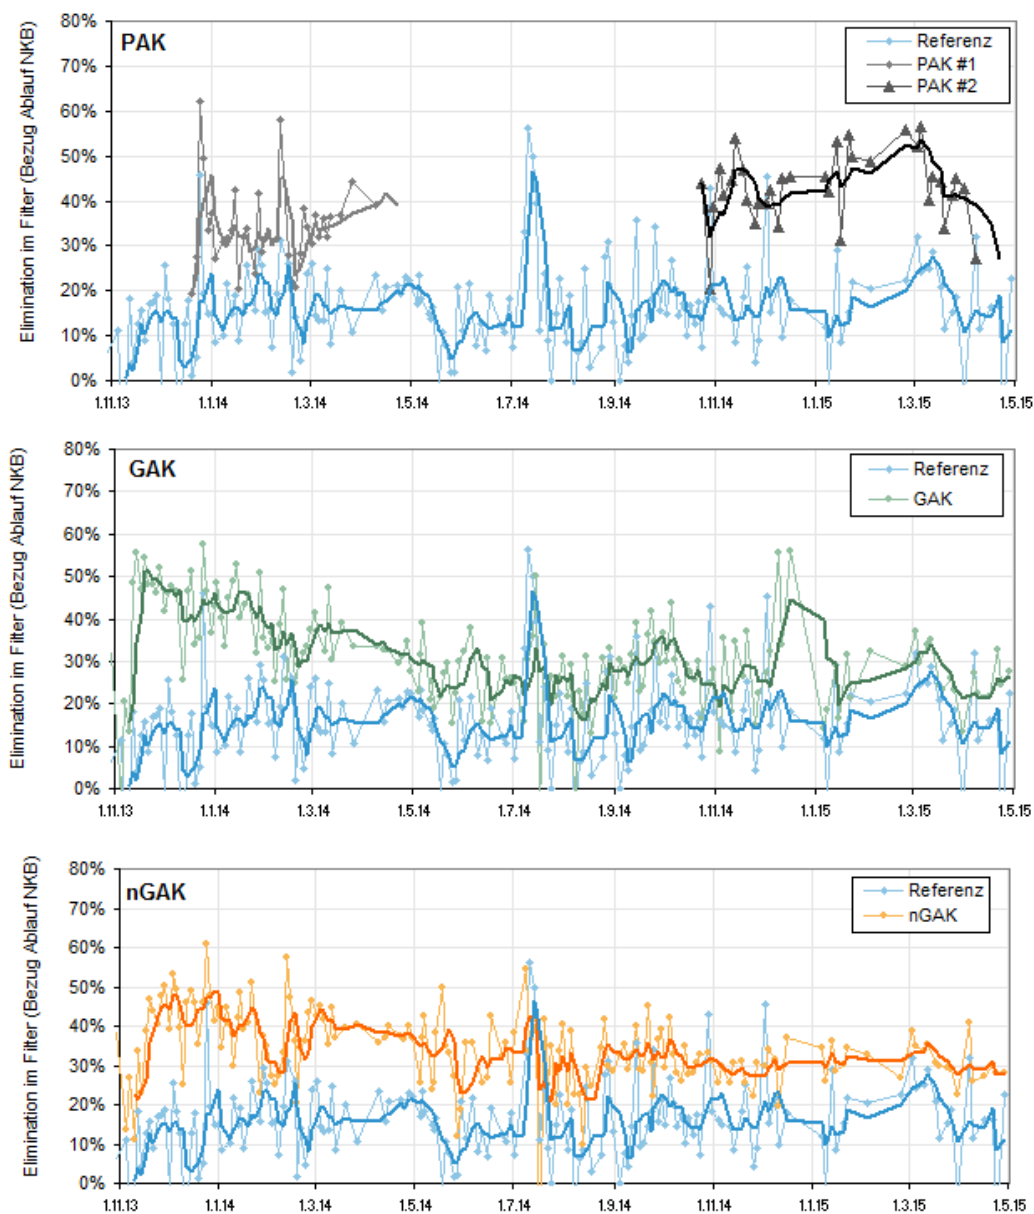 PAK
Elimination im Filter (Bezug Ablauf NKB)
80%
70%
60%
50%
40%
30%
20%
10%
0%
Referenz
PAK #1
PAK #2
1.11.13 1.1.14 1.3.14 1.5.14 1.7.14 1.9.14 1.11.14 1.1.15 1.3.15 1.5.15
GAK
Elimination im Filter (Bezug Ablauf NKB)
80%
70%
60%
50%
40%
30%
20%
10%
0%
Referenz
GAK
1.11.13 1.1.14 1.3.14 1.5.14 1.7.14 1.9.14 1.11.14 1.1.15 1.3.15 1.5.15
nGAK
Elimination im Filter (Bezug Ablauf NKB)
80%
70%
60%
50%
40%
30%
20%
10%
0%
Referenz
nGAK
1.11.13 1.1.14 1.3.14 1.5.14 1.7.14 1.9.14 1.11.14 1.1.15 1.3.15 1.5.15